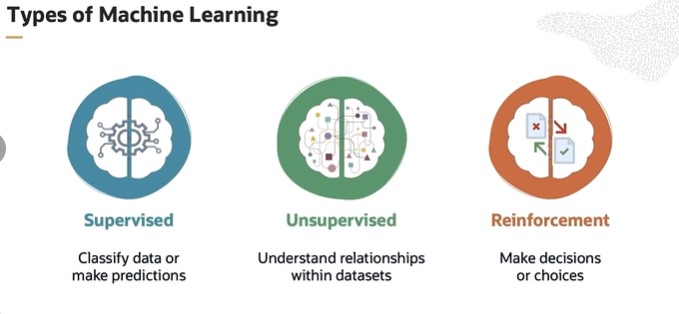 Types of Machine Learning
Supervised
Classify data or
make predictions
Unsupervised
Understand relationships
within datasets
Reinforcement
Make decisions
or choices